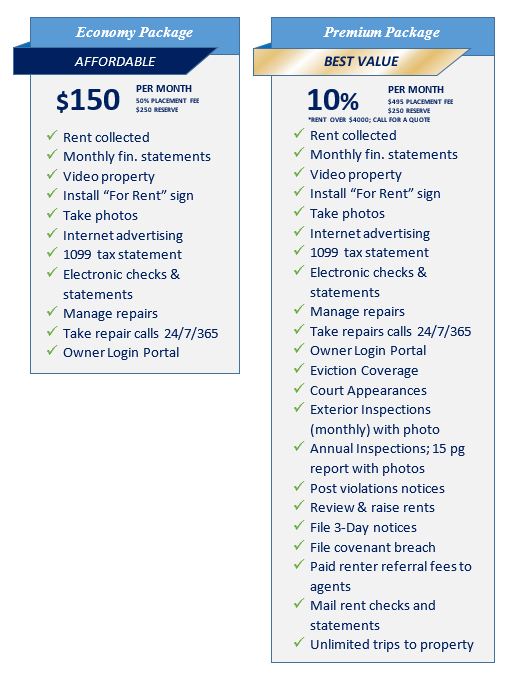 Economy Package
AFFORDABLE
$150
PER MONTH
50% PLACEMENT FEE
$250 RESERVE
Rent collected
Monthly fin. statements
Video property
Install “For Rent” sign
Take photos
Internet advertising
1099 tax statement
Electronic checks &
statements
Manage repairs
Take repair calls 24/7/365
Owner Login Portal
Premium Package
BEST VALUE
10%
PER MONTH
$495 PLACEMENT FEE
$250 RESERVE
*RENT OVER $4000; CALL FOR A QUOTE
Rent collected
Monthly fin. statements
Video property
Install “For Rent” sign
Take photos
Internet advertising
1099 tax statement
Electronic checks &
statements
Manage repairs
Take repairs calls 24/7/365
Owner Login Portal
Eviction Coverage
Court Appearances
Exterior Inspections
(monthly) with photo
Annual Inspections; 15 pg
report with photos
Post violations notices
Review & raise rents
File 3-Day notices
File covenant breach
Paid renter referral fees to
agents
Mail rent checks and
statements
Unlimited trips to property